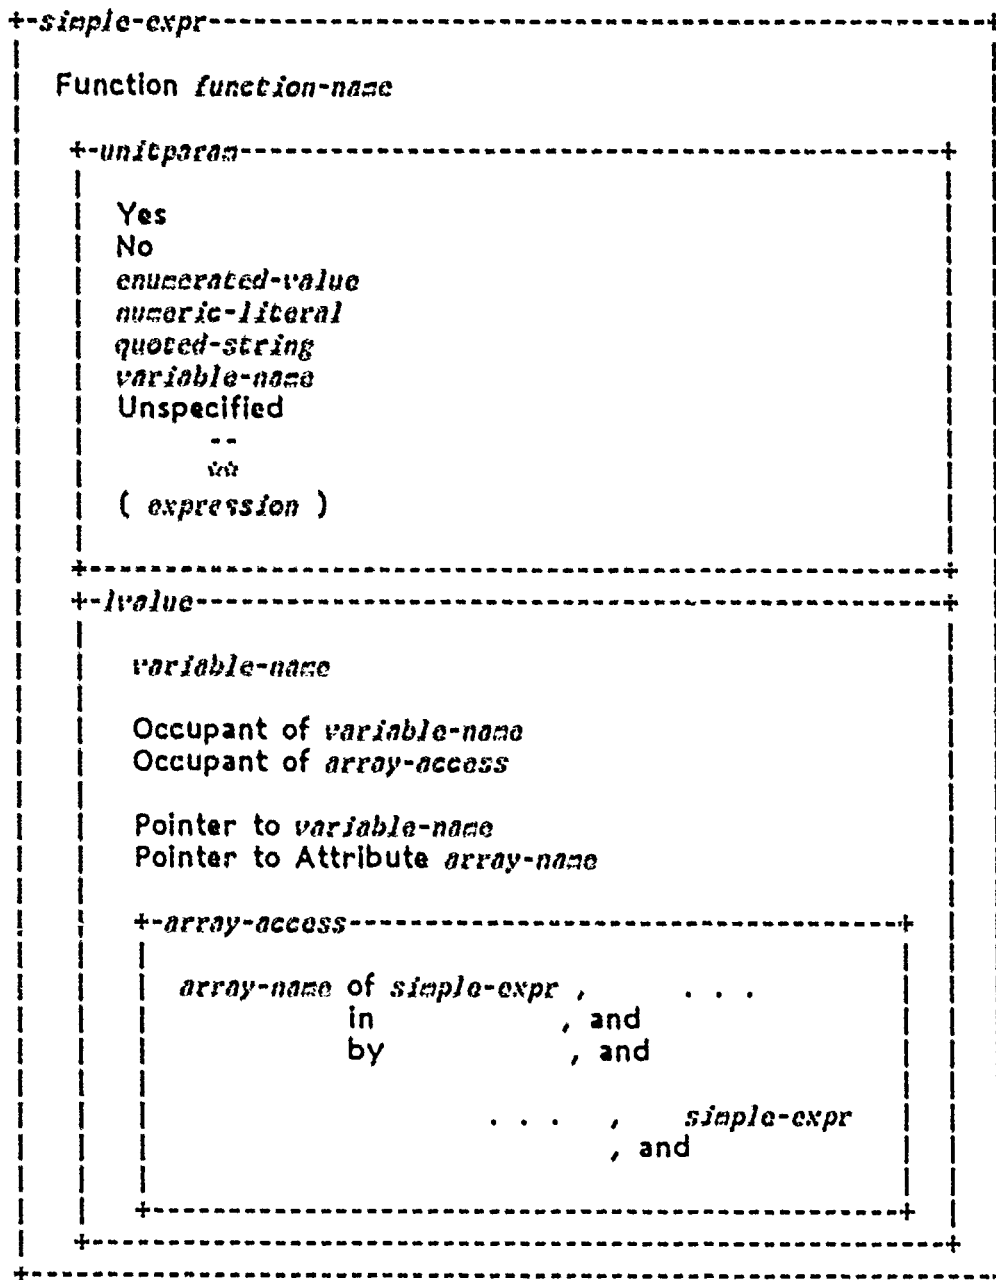 simple-expr
Function function-name
unitparam
Yes
No
enumerated-value
numeric-literal
quoted-string
variable-name
Unspecified
--
**
( expression )
lvalue
variable-name
Occupant of variable-name
Occupant of array-access
Pointer to variable-name
Pointer to Attribute array-name
array-access
array-name of simple-expr , . . .
in , and
by , and
. . . , simple-expr
, and